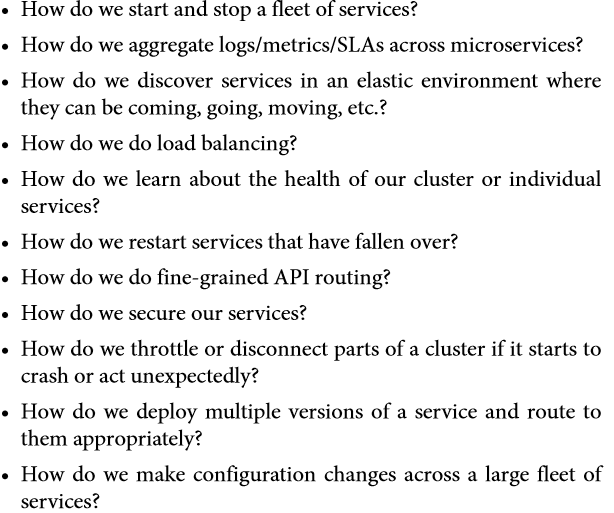 • How do we start and stop a fleet of services?
• How do we aggregate logs/metrics/SLAs across microservices?
• How do we discover services in an elastic environment where
they can be coming, going, moving, etc.?
• How do we do load balancing?
• How do we learn about the health of our cluster or individual
services?
• How do we restart services that have fallen over?
• How do we do fine-grained API routing?
• How do we secure our services?
• How do we throttle or disconnect parts of a cluster if it starts to
crash or act unexpectedly?
• How do we deploy multiple versions of a service and route to
them appropriately?
• How do we make configuration changes across a large fleet of
services?